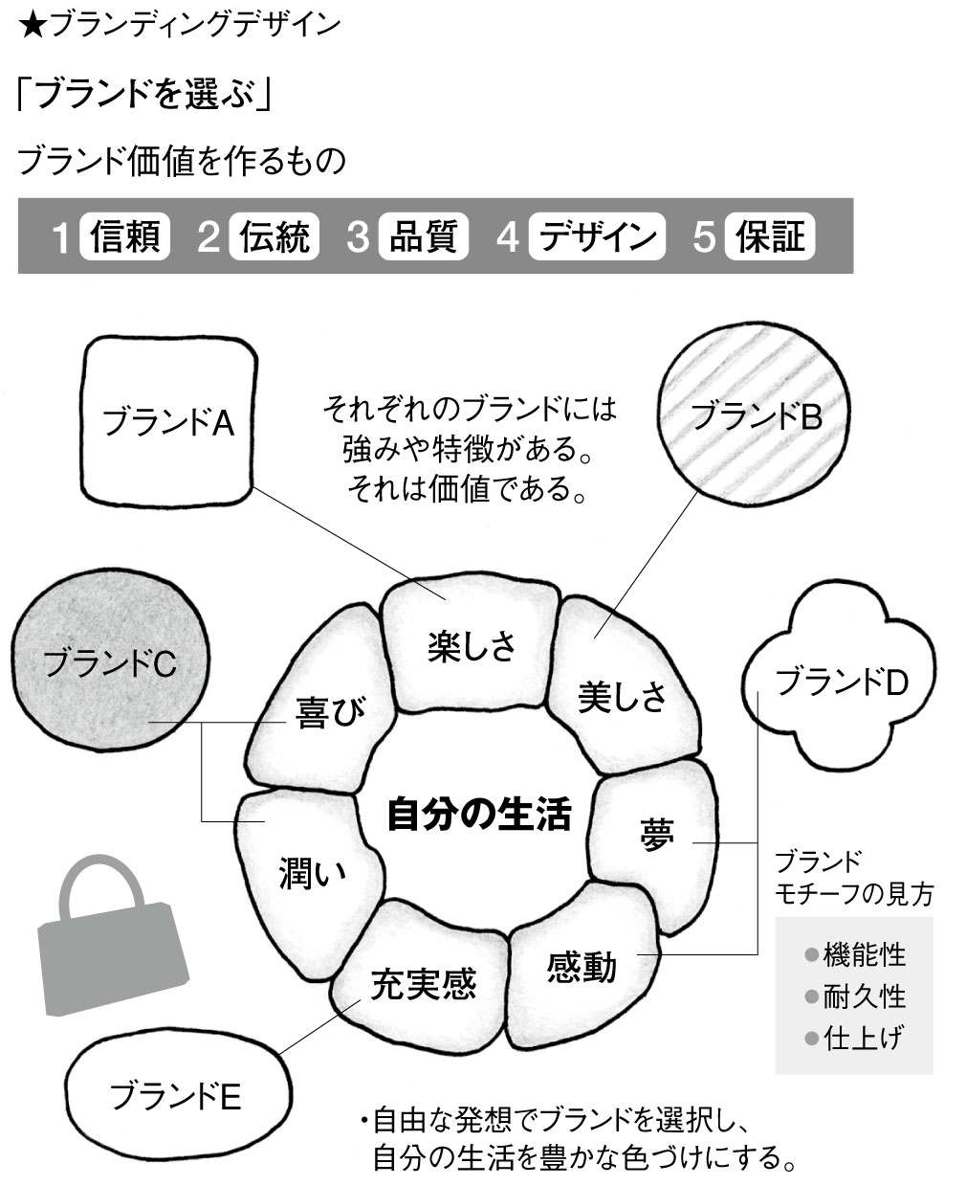 ★ブランディングデザイン
「ブランドを選ぶ」
ブランド価値を作るもの
1 信頼 2 伝統 3 品質 4 デザイン 5 保証
ブランドA
それぞれのブランドには
強みや特徴がある。
それは価値である。
ブランドB
ブランドC
ブランドD
楽しさ
美しさ
喜び
自分の生活
夢
潤い
感動
充実感
ブランド
モチーフの見方
●機能性
●耐久性
●仕上げ
ブランドE
・自由な発想でブランドを選択し、
自分の生活を豊かな色づけにする。